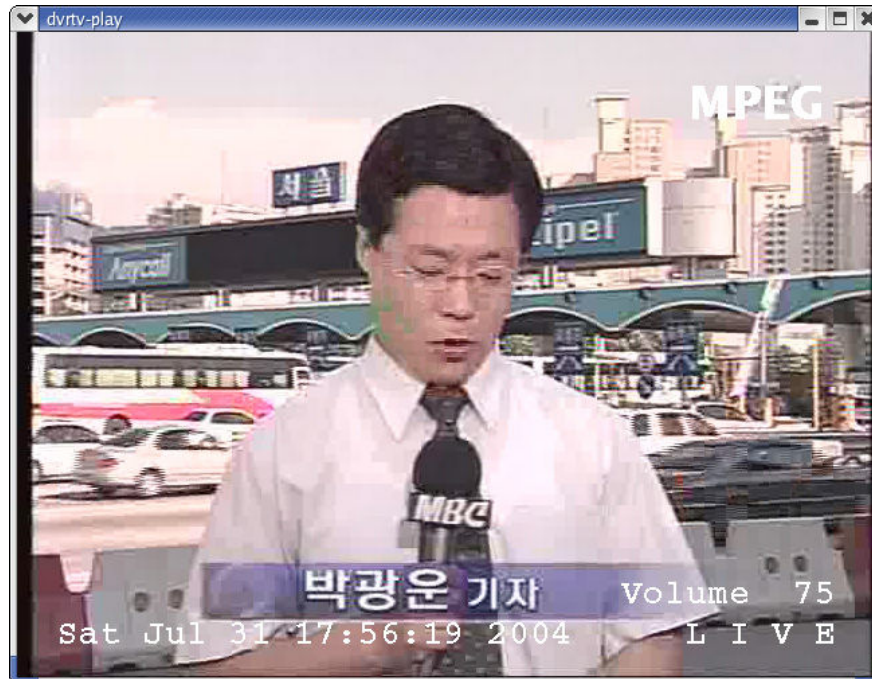 dvrtv-play
MPEG
서울
Anycall
MBC
박광운 기자
Volume 75
Sat Jul 31 17:56:19 2004 LIVE